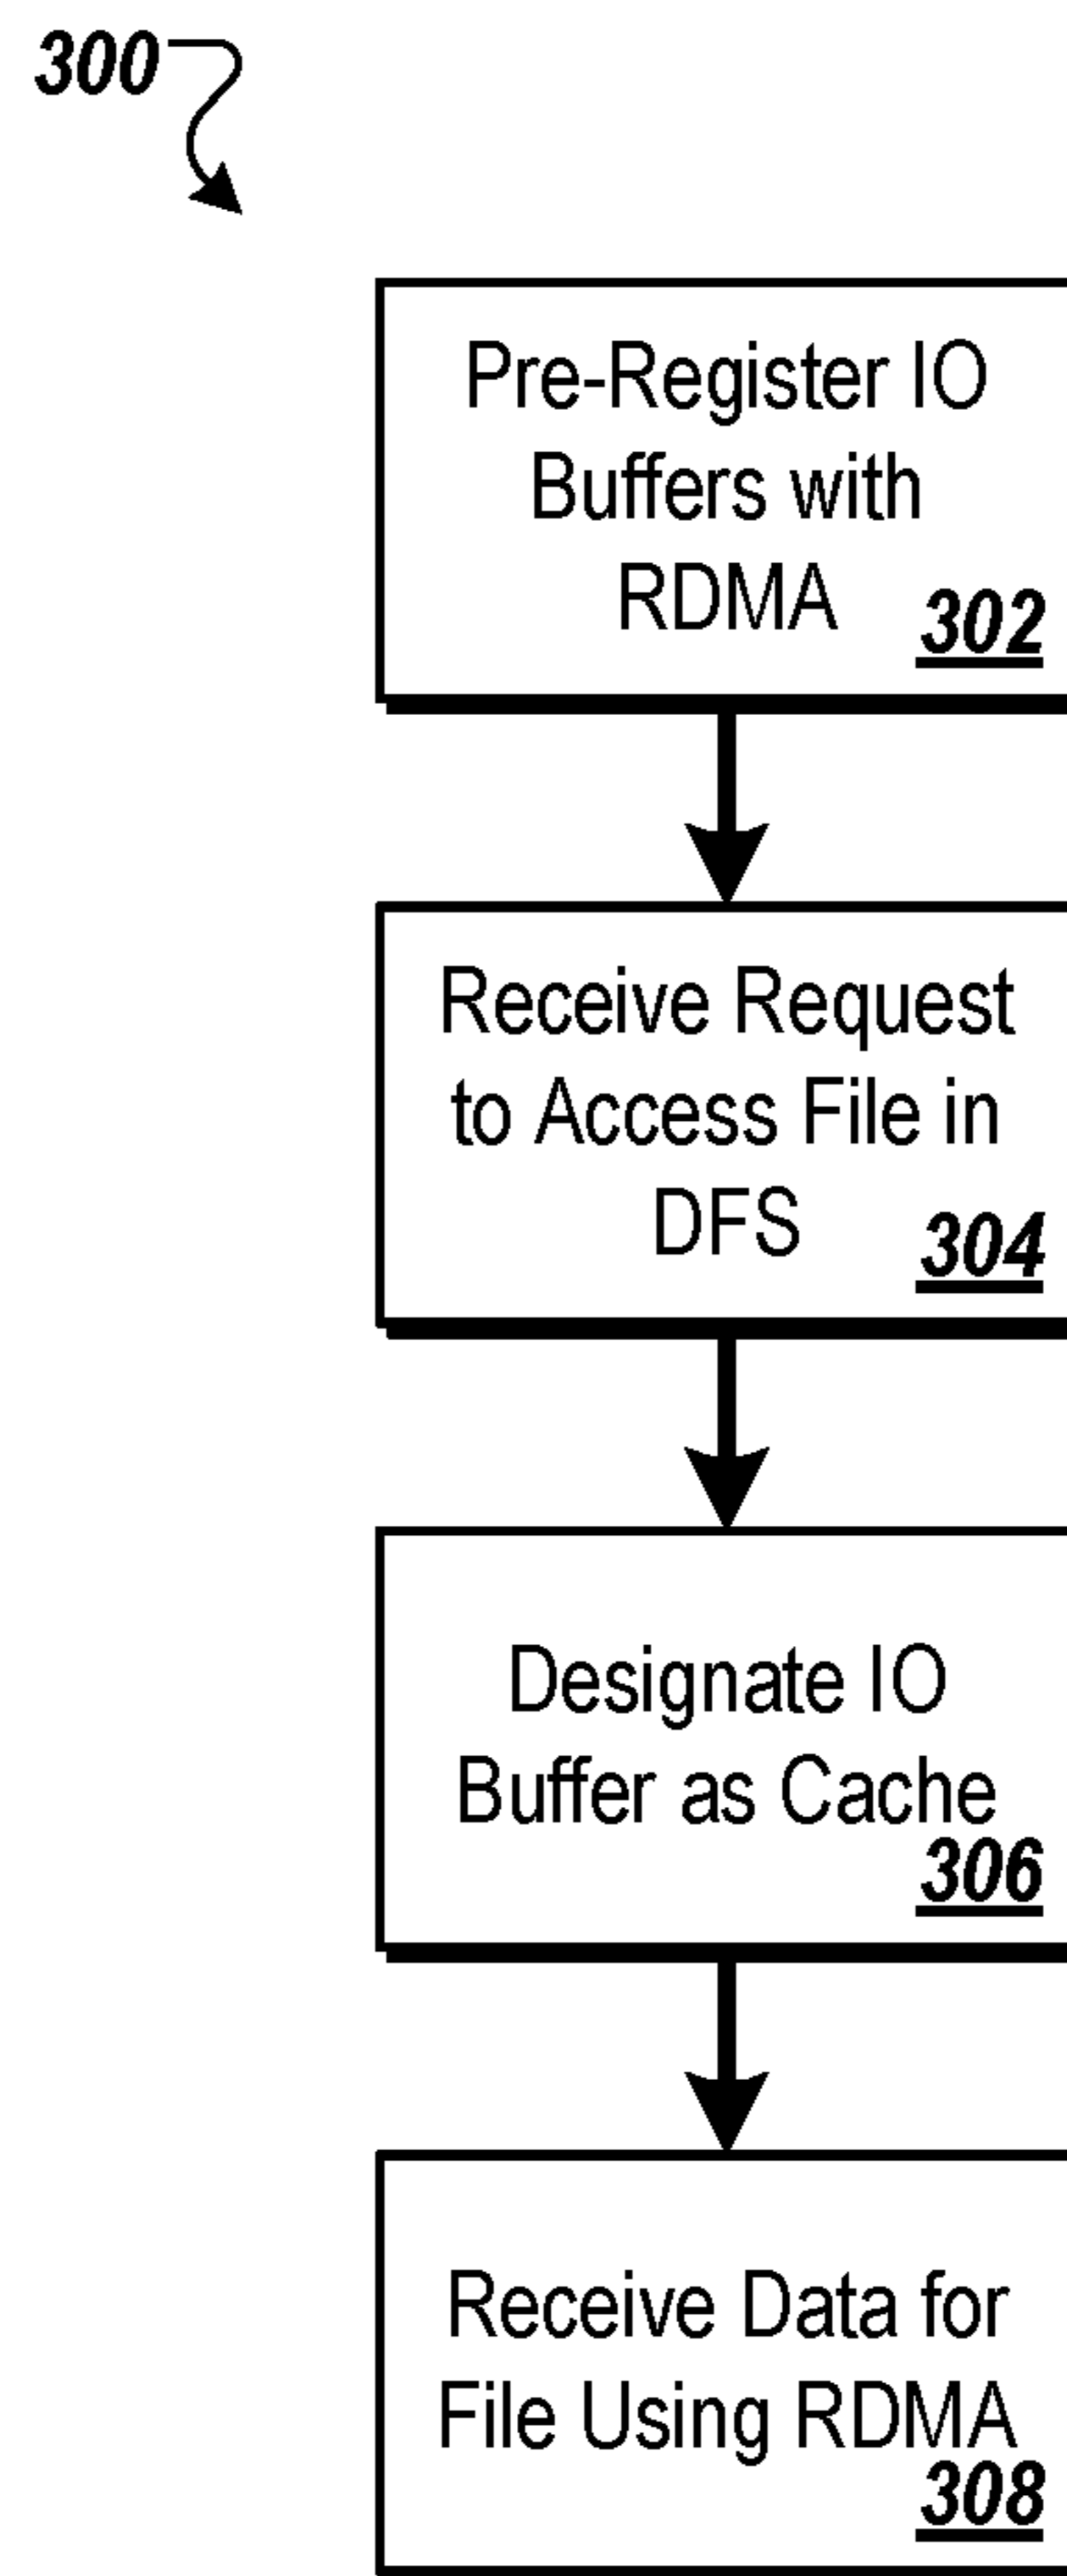 300
Pre-Register IO
Buffers with
RDMA
302
Receive Request
to Access File in
DFS
304
Designate IO
Buffer as Cache
306
Receive Data for
File Using RDMA
308